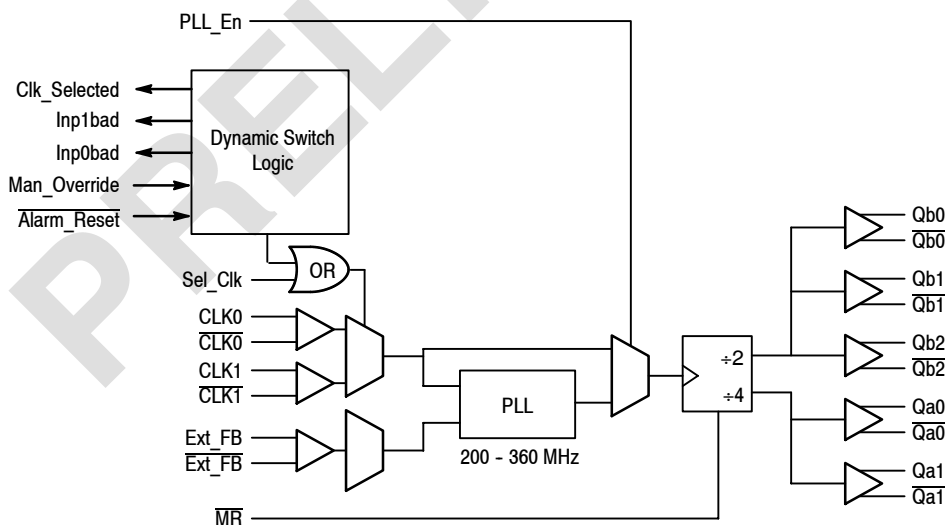 PLL_En
Clk_Selected
Inp1bad
Inp0bad
Man_Override
Alarm_Reset
Dynamic Switch
Logic
Sel_Clk
OR
CLK0
CLK0
CLK1
CLK1
Ext_FB
Ext_FB
PLL
200 - 360 MHz
MR
÷2
÷4
Qb0
Qb0
Qb1
Qb1
Qb2
Qb2
Qa0
Qa0
Qa1
Qa1